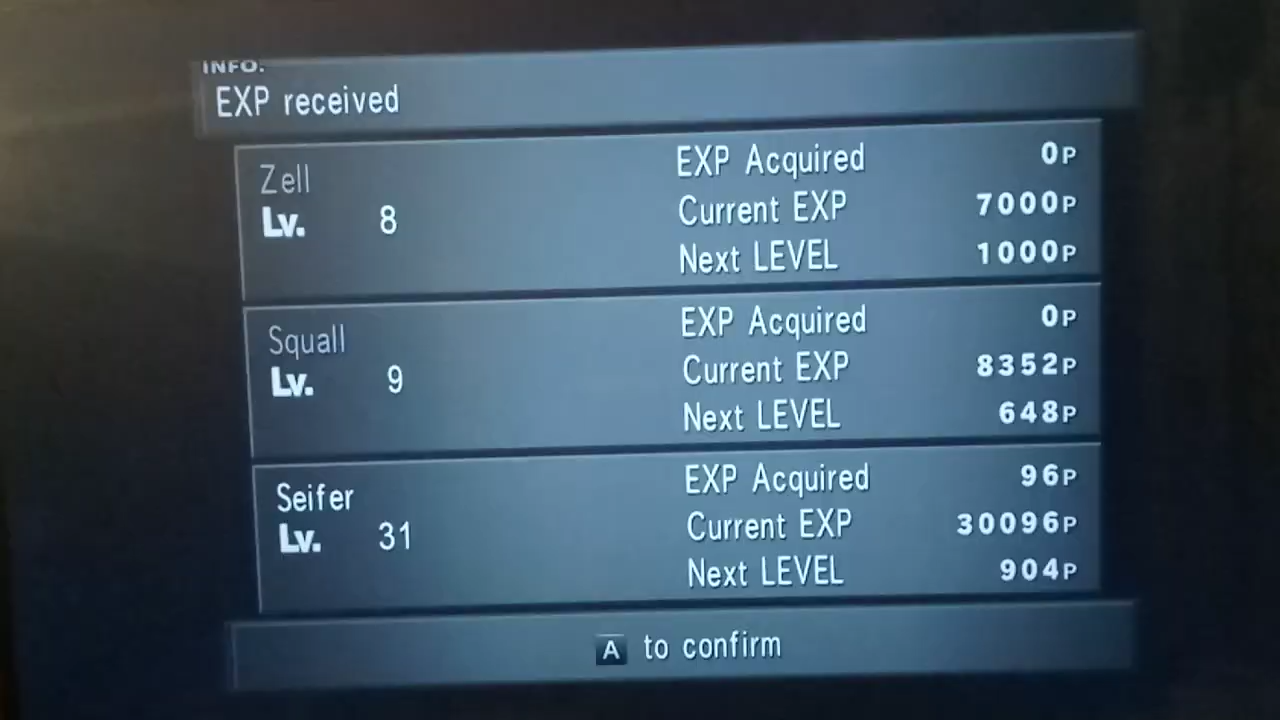 INFO.
EXP received
Zell
Lv. 8
EXP Acquired 0P
Current EXP 7000P
Next LEVEL 1000P
Squall
Lv. 9
EXP Acquired 0P
Current EXP 8352P
Next LEVEL 648P
Seifer
Lv. 31
EXP Acquired 96P
Current EXP 30096P
Next LEVEL 904P
A to confirm